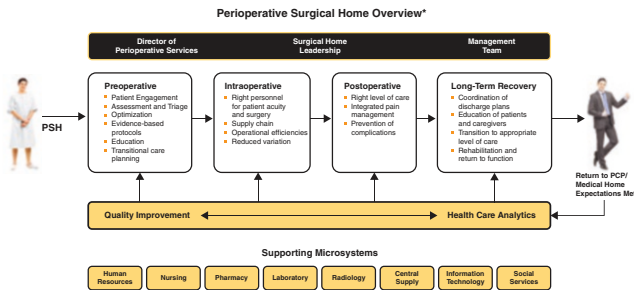 Perioperative Surgical Home Overview*
Director of
Perioperative Services
Surgical Home
Leadership
Management
Team
PSH
Preoperative
Patient Engagement
Assessment and Triage
Optimization
Evidence-based
protocols
Education
Transitional care
planning
Intraoperative
Right personnel
for patient acuity
and surgery
Supply chain
Operational efficiencies
Reduced variation
Postoperative
Right level of care
Integrated pain
management
Prevention of
complications
Long-Term Recovery
Coordination of
discharge plans
Education of patients
and caregivers
Transition to appropriate
level of care
Rehabilitation and
return to function
Return to PCP/
Medical Home
Expectations Me
Quality Improvement
Health Care Analytics
Supporting Microsystems
Human
Resources
Nursing
Pharmacy
Laboratory
Radiology
Central
Supply
Information
Technology
Social
Services